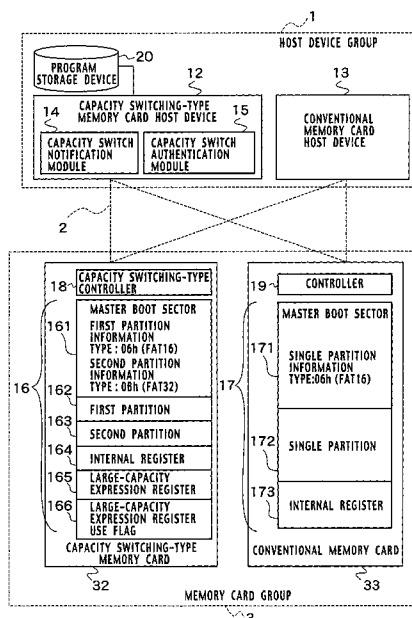 1
HOST DEVICE GROUP
20
PROGRAM
STORAGE DEVICE
12
13
CAPACITY SWITCHING-TYPE
MEMORY CARD HOST DEVICE
14
15
CAPACITY SWITCH
NOTIFICATION
MODULE
CAPACITY SWITCH
AUTHENTICATION
MODULE
CONVENTIONAL
MEMORY CARD
HOST DEVICE
2
18
CAPACITY SWITCHING-TYPE
CONTROLLER
19
CONTROLLER
16
161
MASTER BOOT SECTOR
FIRST PARTITION
INFORMATION
TYPE:06h (FAT16)
SECOND PARTITION
INFORMATION
TYPE:0Bh (FAT32)
162
FIRST PARTITION
163
SECOND PARTITION
164
INTERNAL REGISTER
165
LARGE-CAPACITY
EXPRESSION REGISTER
166
LARGE-CAPACITY
EXPRESSION REGISTER
USE FLAG
CAPACITY SWITCHING-TYPE
MEMORY CARD
32
17
171
MASTER BOOT SECTOR
SINGLE PARTITION
INFORMATION
TYPE:06h (FAT16)
172
SINGLE PARTITION
173
INTERNAL REGISTER
CONVENTIONAL MEMORY CARD
33
MEMORY CARD GROUP
3